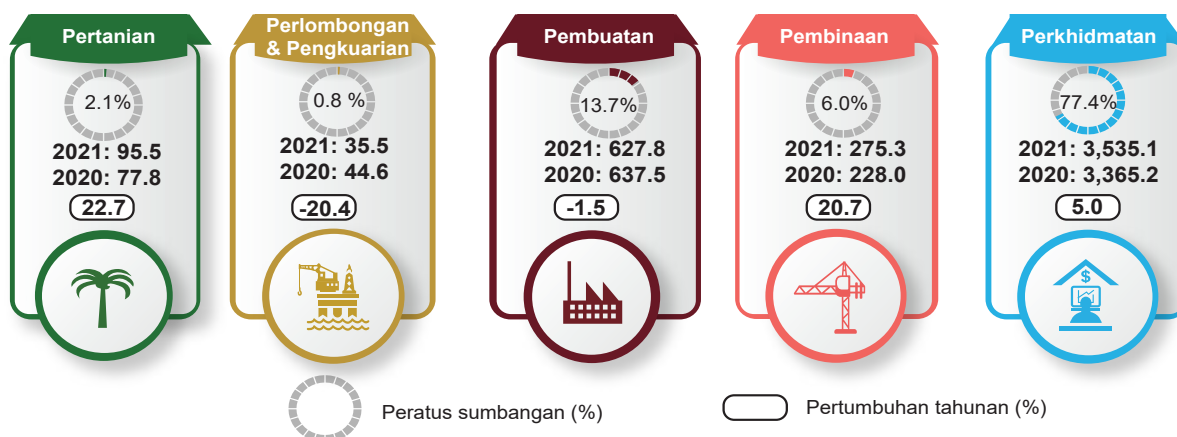 Pertanian
2.1%
2021: 95.5
2020: 77.8
22.7
Perlombongan
& Pengkuarian
0.8 %
2021: 35.5
2020: 44.6
-20.4
Pembuatan
13.7%
2021: 627.8
2020: 637.5
-1.5
Pembinaan
6.0%
2021: 275.3
2020: 228.0
20.7
Perkhidmatan
77.4%
2021: 3,535.1
2020: 3,365.2
5.0
$
Peratus sumbangan (%)
Pertumbuhan tahunan (%)